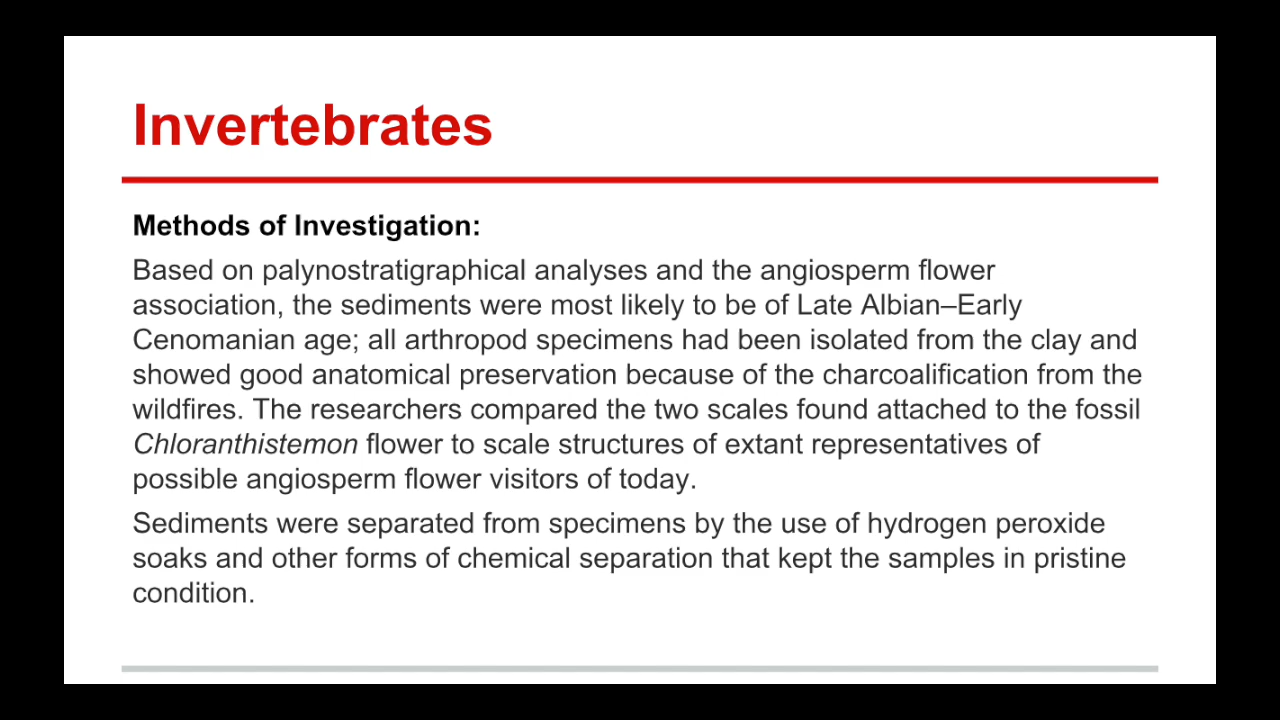 Invertebrates
Methods of Investigation:
Based on palynostratigraphical analyses and the angiosperm flower
association, the sediments were most likely to be of Late Albian–Early
Cenomanian age; all arthropod specimens had been isolated from the clay and
showed good anatomical preservation because of the charcoalification from the
wildfires. The researchers compared the two scales found attached to the fossil
Chloranthistemon flower to scale structures of extant representatives of
possible angiosperm flower visitors of today.
Sediments were separated from specimens by the use of hydrogen peroxide
soaks and other forms of chemical separation that kept the samples in pristine
condition.